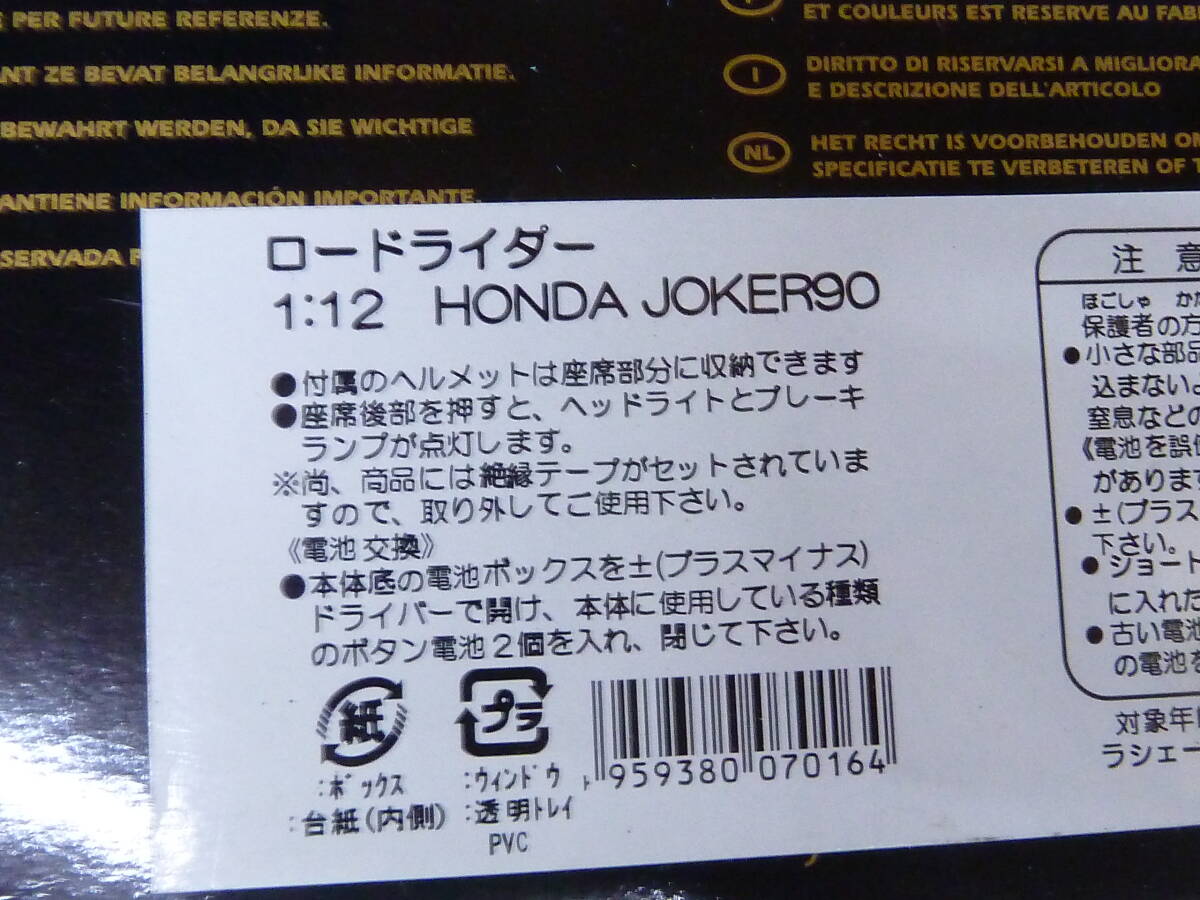 PER FUTURE REFERENZE.
ANT ZE BEVAT BELANGRIJKE INFORMATIE.
BEWAHRT WERDEN, DA SIE WICHTIGE
ANTIENE INFORMACIÓN IMPORTANTE.
SERVADA
ET COULEURS EST RESERVE AU FAB
I
DIRITTO DI RISERVARSI A MIGLIORA
E DESCRIZIONE DELL'ARTICOLO
NL
HET RECHT IS VOORBEHOUDEN OM
SPECIFICATIE TE VERBETEREN OF
ロードライダー
1:12 HONDA JOKER90
●付属のヘルメットは座席部分に収納できます
●座席後部を押すと、ヘッドライトとブレーキ
ランプが点灯します。
※尚、商品には絶縁テープがセットされていま
すので、取り外してご使用下さい。
《電池交換》
●本体底の電池ボックスを±(プラスマイナス)
ドライバーで開け、本体に使用している種類
のボタン電池2個を入れ、閉じて下さい。
紙
:ボックス
:台紙(内側)
プラ
:ウィンドウ
:透明トレイ
PVC
959380 070164
注 意
ほごしゃ
保護者の方
●小さな部品
込まない
窒息などの
《電池を誤
がありま
●±(プラス
下さい。
●ショート
に入れた
●古い電池
の電池を
対象年
ラシェー